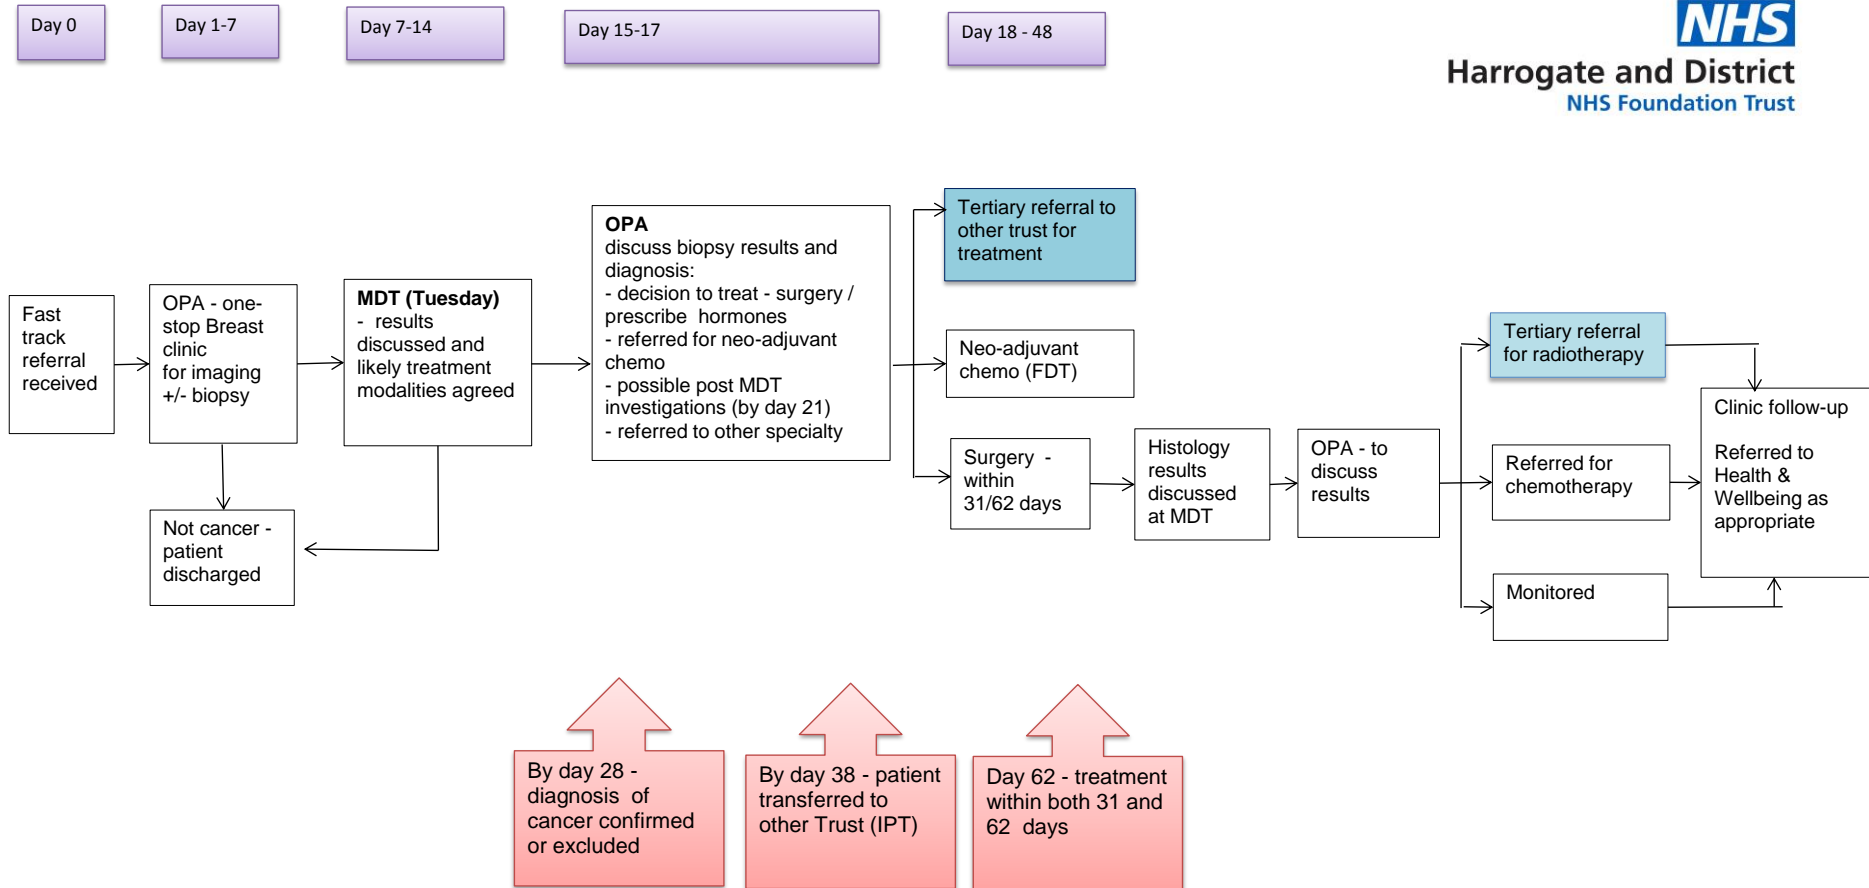 Day 0
Day 1-7
Day 7-14
Day 15-17
Day 18 - 48
NHS
Harrogate and District
NHS Foundation Trust
Fast
track
referral
received
OPA - one-
stop Breast
clinic
for imaging
+/- biopsy
Not cancer -
patient
discharged
MDT (Tuesday)
- results
discussed and
likely treatment
modalities agreed
OPA
discuss biopsy results and
diagnosis:
- decision to treat - surgery /
prescribe hormones
- referred for neo-adjuvant
chemo
- possible post MDT
investigations (by day 21)
- referred to other specialty
Tertiary referral to
other trust for
treatment
Neo-adjuvant
chemo (FDT)
Surgery -
within
31/62 days
Histology
results
discussed
at MDT
OPA - to
discuss
results
Tertiary referral
for radiotherapy
Referred for
chemotherapy
Monitored
Clinic follow-up
Referred to
Health &
Wellbeing as
appropriate
By day 28 -
diagnosis of
cancer confirmed
or excluded
By day 38 - patient
transferred to
other Trust (IPT)
Day 62 - treatment
within both 31 and
62 days